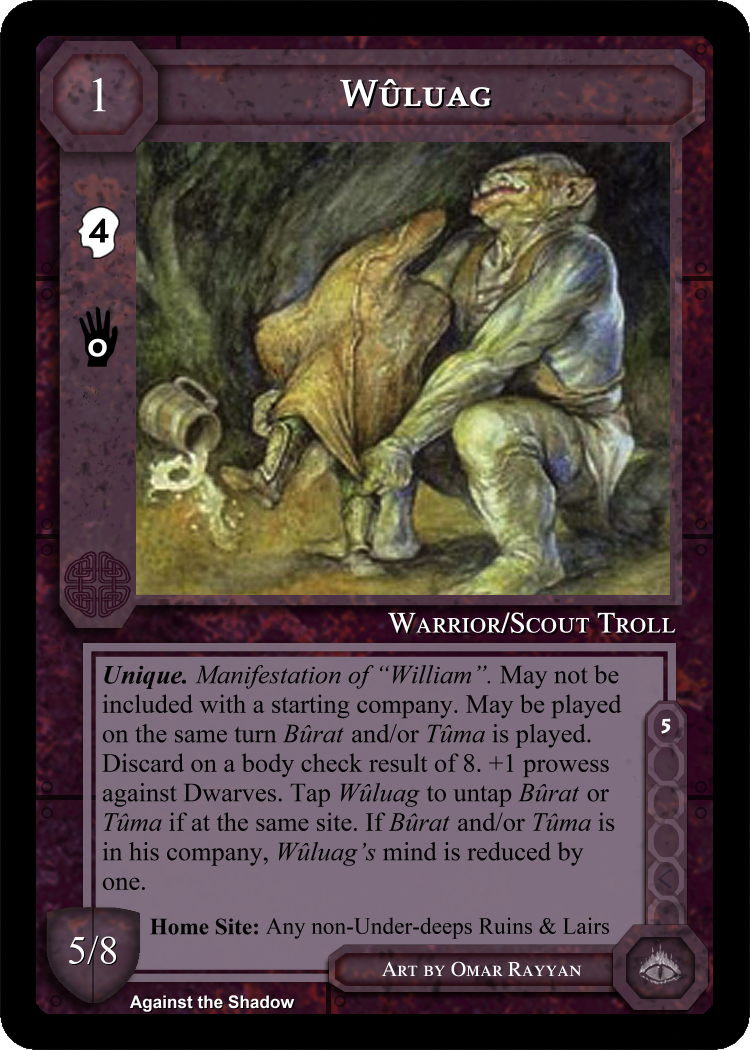 1
Wûluag
4
0
Warrior/Scout Troll
Unique. Manifestation of “William”. May not be
included with a starting company. May be played
on the same turn Bûrat and/or Tûma is played.
Discard on a body check result of 8. +1 prowess
against Dwarves. Tap Wûluag to untap Bûrat or
Tûma if at the same site. If Bûrat and/or Tûma is
in his company, Wûluag’s mind is reduced by
one.
5
Home Site: Any non-Under-deeps Ruins & Lairs
5/8
Art by Omar Rayyan
Against the Shadow